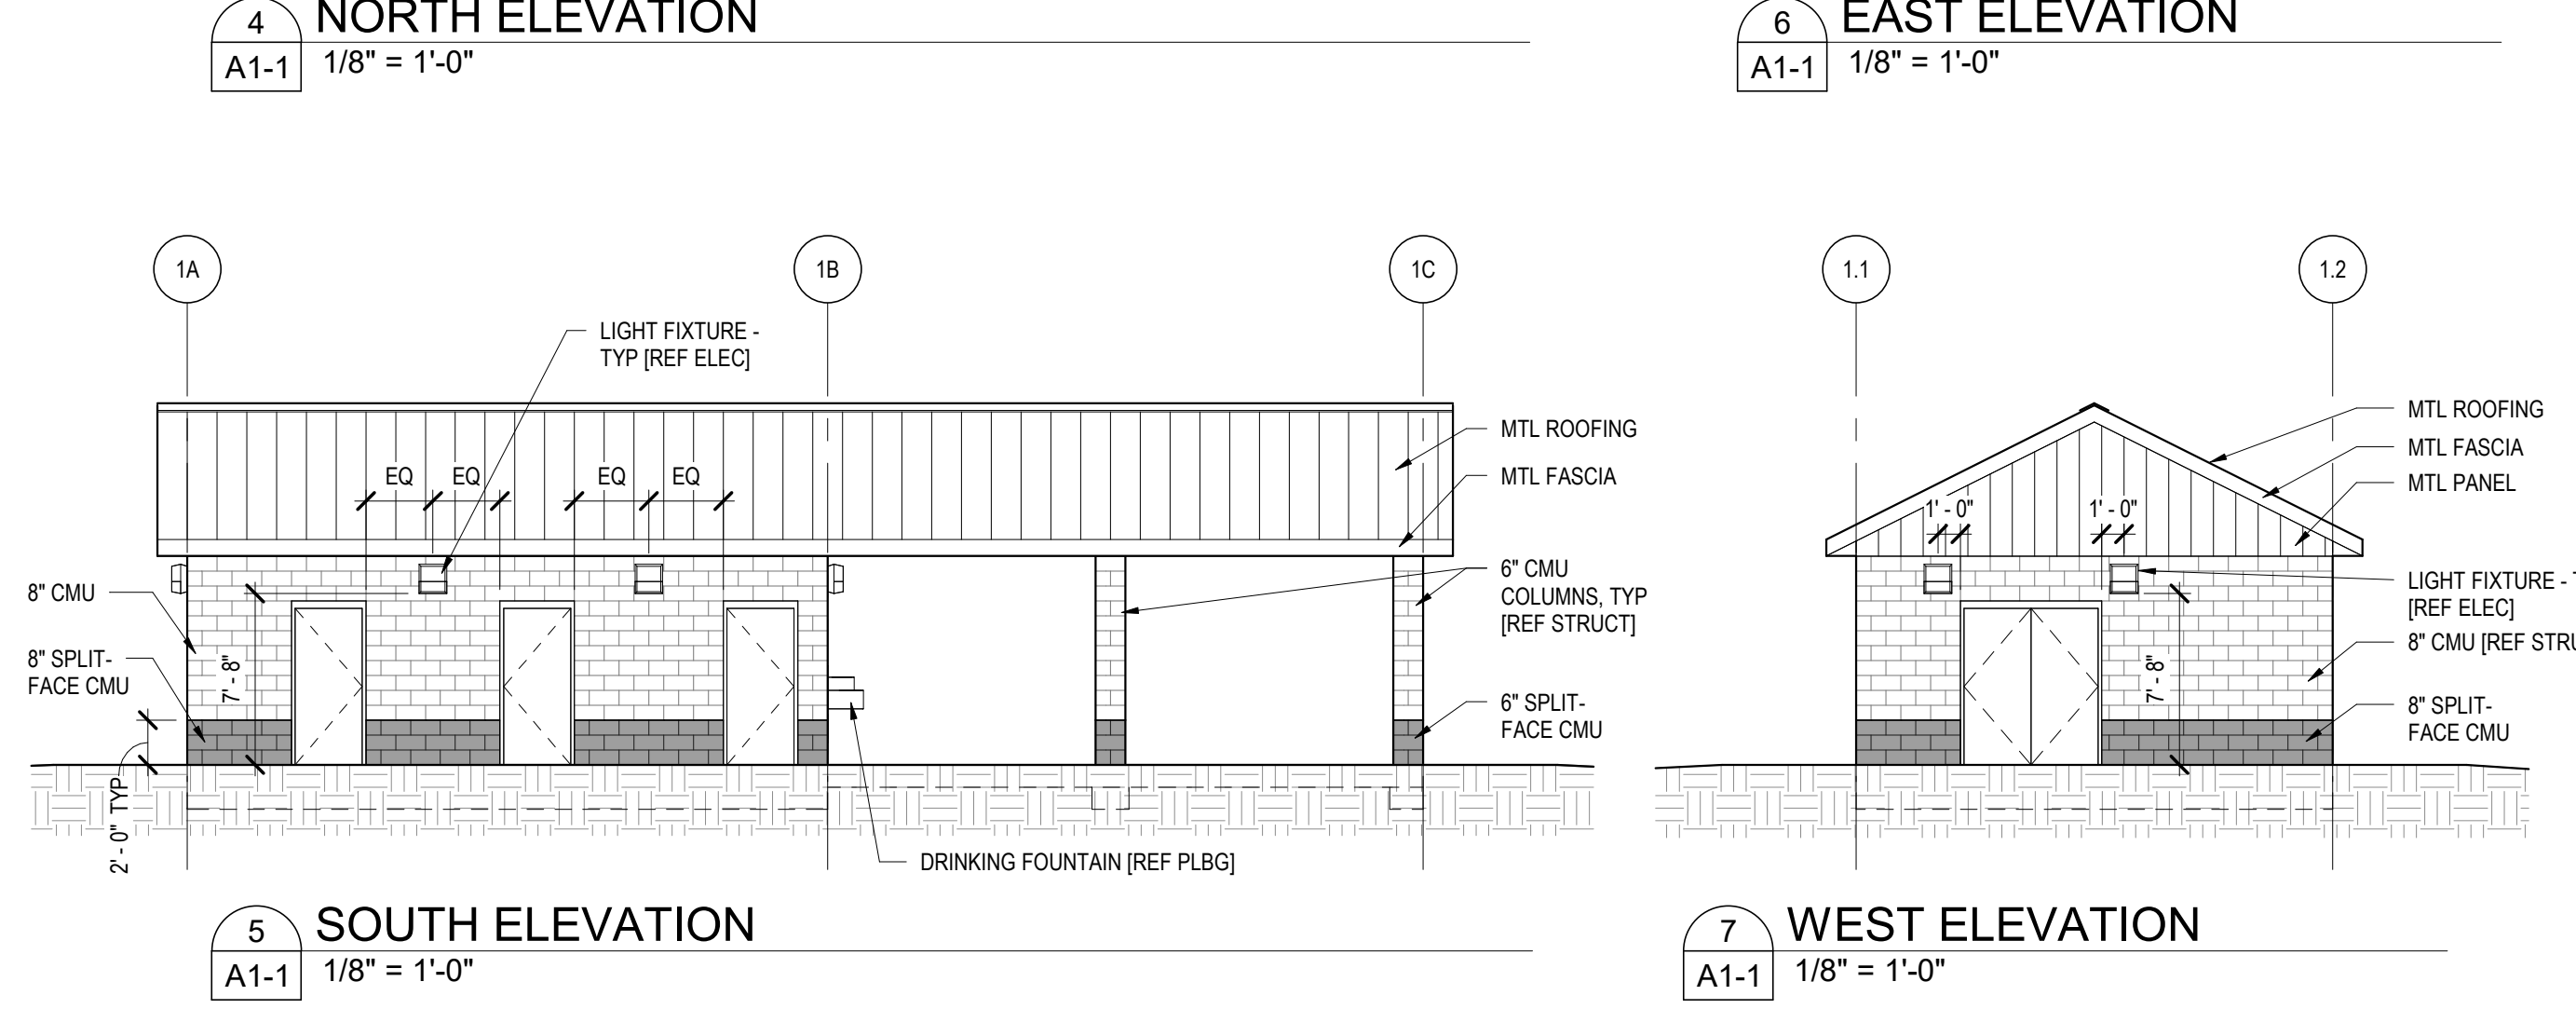 4
NORTH ELEVATION
A1-1
1/8" = 1'-0"
6
EAST ELEVATION
A1-1
1/8" = 1'-0"
1A
1B
1C
LIGHT FIXTURE -
TYP [REF ELEC]
EQ
EQ
EQ
EQ
MTL ROOFING
MTL FASCIA
8" CMU
8" SPLIT-
FACE CMU
7' - 8"
2' - 0" TYP
6" CMU
COLUMNS, TYP
[REF STRUCT]
6" SPLIT-
FACE CMU
DRINKING FOUNTAIN [REF PLBG]
5
SOUTH ELEVATION
A1-1
1/8" = 1'-0"
1.1
1.2
MTL ROOFING
MTL FASCIA
MTL PANEL
1' - 0"
1' - 0"
LIGHT FIXTURE -
[REF ELEC]
7' - 8"
8" CMU [REF
8" SPLIT-
FACE CMU
7
WEST ELEVATION
A1-1
1/8" = 1'-0"